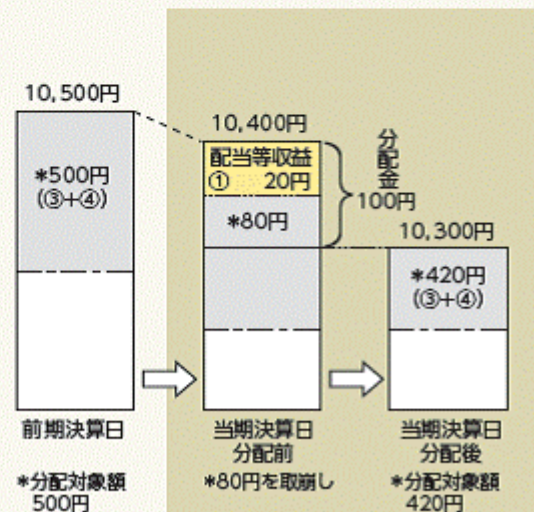 10,500円
*500円
(③+④)
前期決算日
*分配対象額
500円
10,400円
配当等収益
① 20円
*80円
分配金
100円
当期決算日
分配前
*80円を取崩し
10,300円
*420円
(③+④)
当期決算日
分配後
*分配対象額
420円